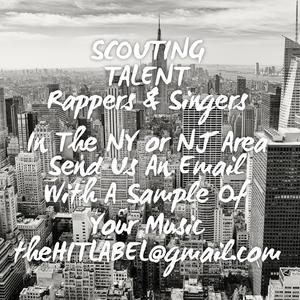 SCOUTING
TALENT
Rappers & Singers
In The NY or NJ Area
Send Us An Email
With A Sample Of
Your Music
theHITLABEL@gmail.com